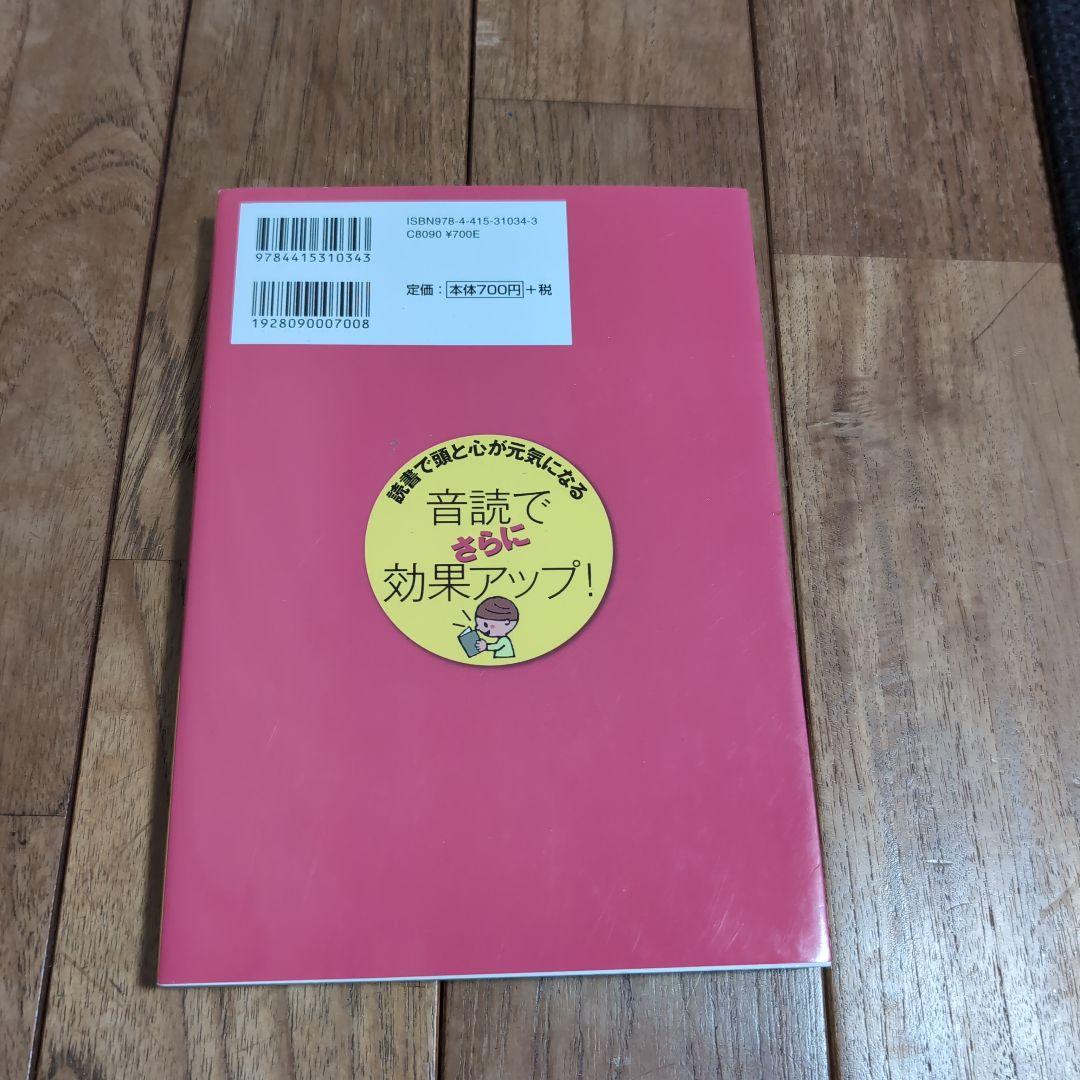 ISBN978-4-415-31034-3
C8090 ¥700E
9784415310343
定価：本体700円＋税
1928090007008
読書で頭と心が元気になる
音読で
さらに
効果アップ！